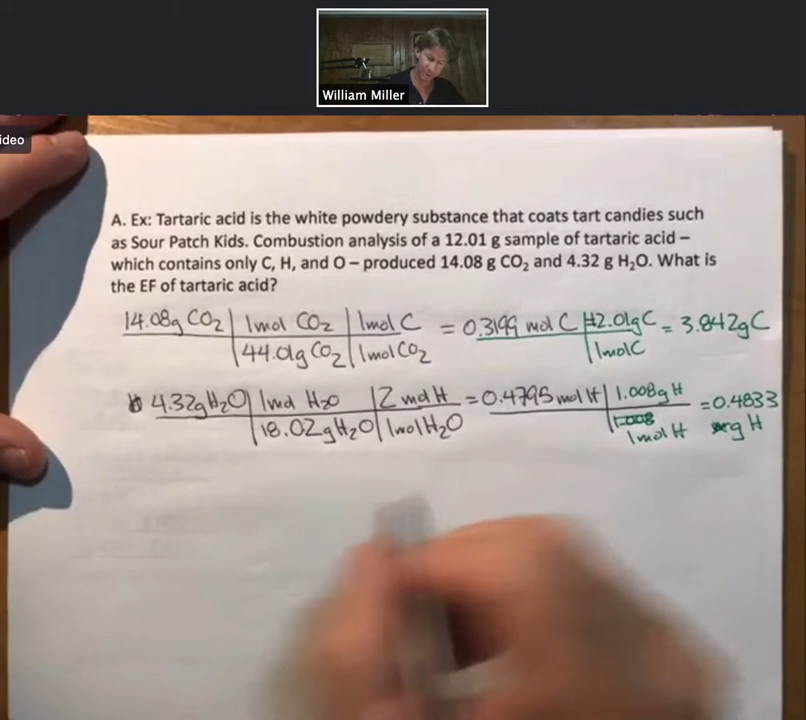 William Miller
ideo
A. Ex: Tartaric acid is the white powdery substance that coats tart candies such
as Sour Patch Kids. Combustion analysis of a 12.01 g sample of tartaric acid –
which contains only C, H, and O – produced 14.08 g CO₂ and 4.32 g H₂O. What is
the EF of tartaric acid?
14.08g CO₂ | 1mol CO₂ | 1mol C = 0.3199 mol C | 12.01g C = 3.842g C
44.01g CO₂ | 1mol CO₂ | 1mol C
4.32g H₂O | 1mol H₂O | 2 mol H = 0.4795 mol H | 1.008g H = 0.4833
18.02g H₂O | 1mol H₂O | 1.008 g H
1mol H